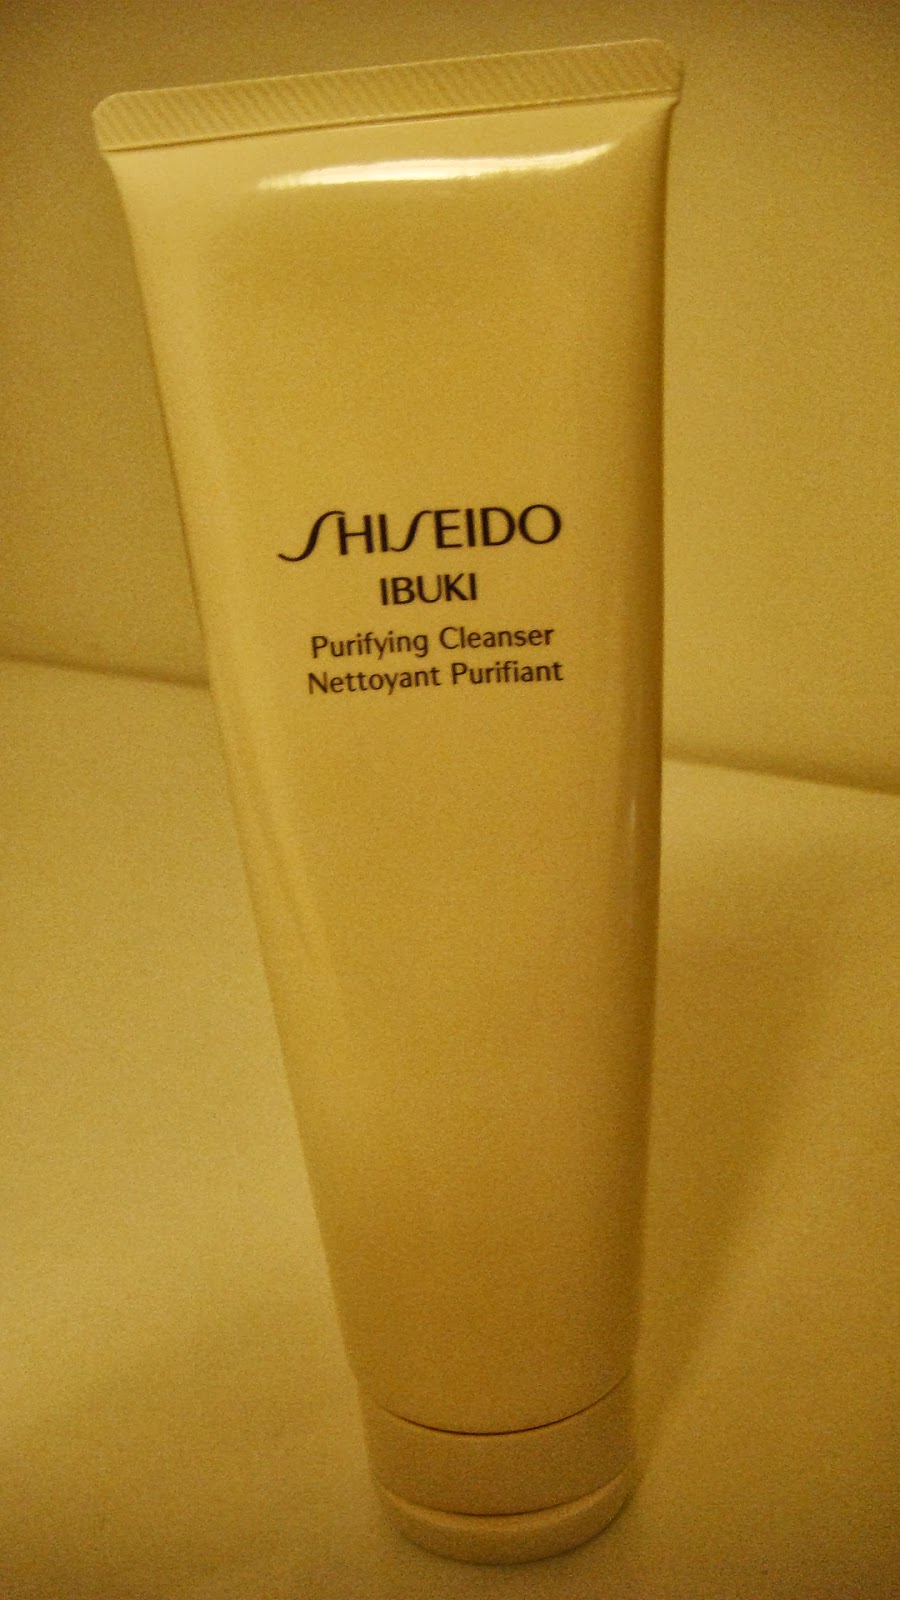 SHISEIDO
IBUKI
Purifying Cleanser
Nettoyant Purifiant